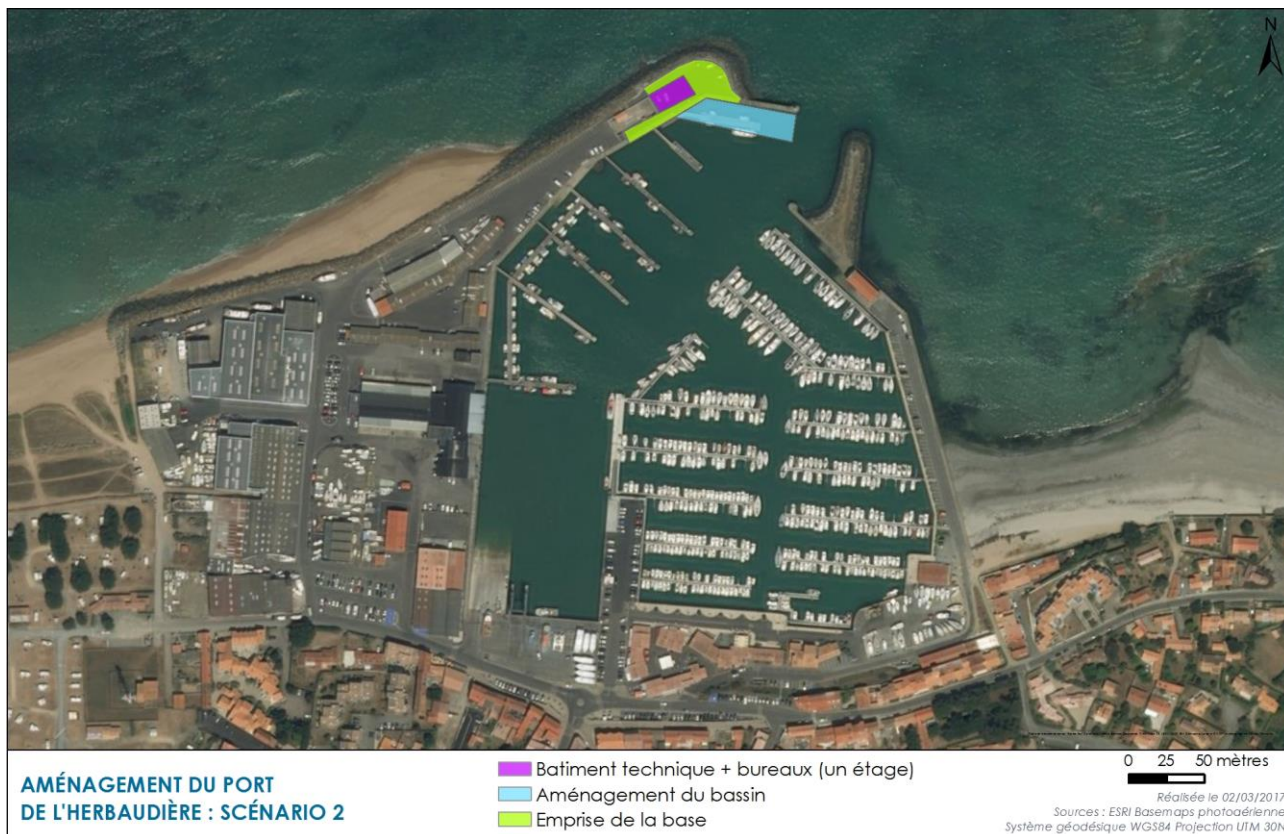 N
AMÉNAGEMENT DU PORT
DE L'HERBAUDIÈRE : SCÉNARIO 2
Batiment technique + bureaux (un étage)
Aménagement du bassin
Emprise de la base
0 25 50 mètres
Réalisée le 02/03/2017
Sources : ESRI Basemaps photoaérienne
Système géodésique WGS84 Projection UTM 30N